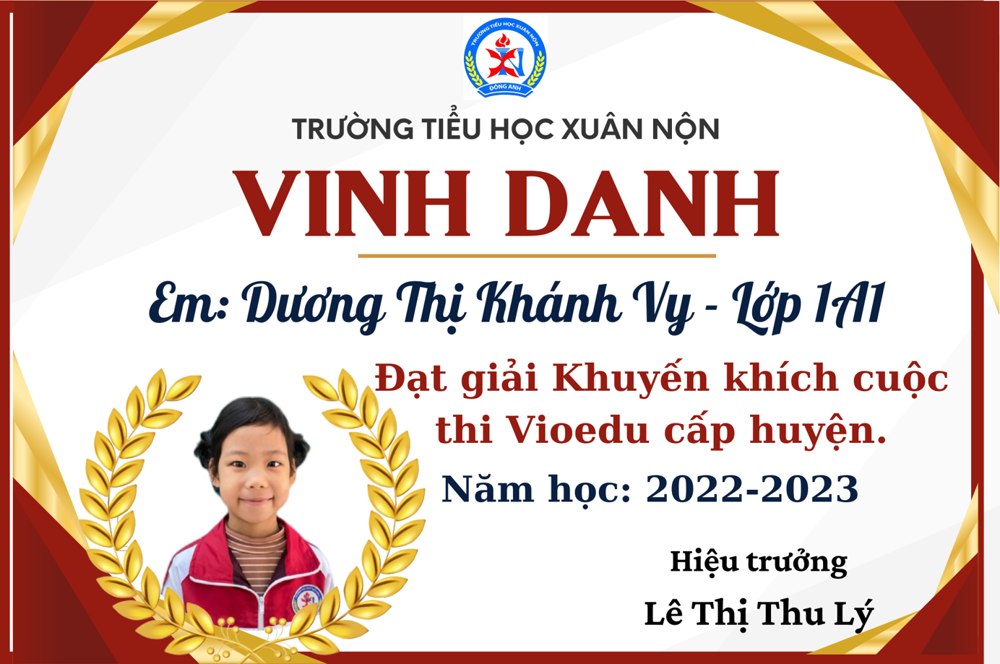 TRƯỜNG TIỂU HỌC XUÂN NỘN
ĐÔNG ANH
TRƯỜNG TIỂU HỌC XUÂN NỘN
VINH DANH
Em: Dương Thị Khánh Vy - Lớp 1A1
Đạt giải Khuyến khích cuộc
thi Vioedu cấp huyện.
Năm học: 2022-2023
Hiệu trưởng
Lê Thị Thu Lý